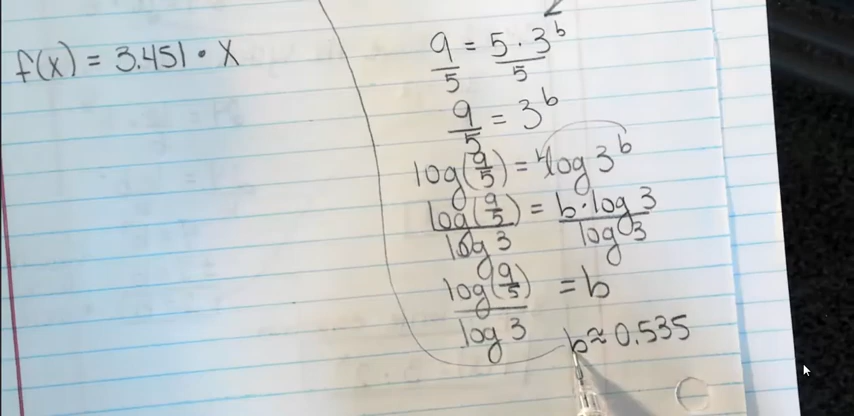 f(x) = 3.451 · x
9/5 = 5·3^b/5
9/5 = 3^b
log(9/5) = log 3^b
log(9/5)/log 3 = b·log 3/log 3
log(9/5)/log 3 = b
b ≈ 0.535